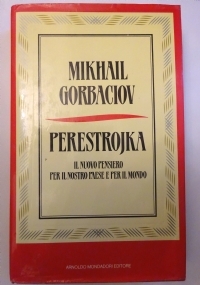 MIKHAIL
GORBACIOV
PERESTROJKA
IL NUOVO PENSIERO
PER IL NOSTRO PAESE E PER IL MONDO
ARNOLDO MONDADORI EDITORE